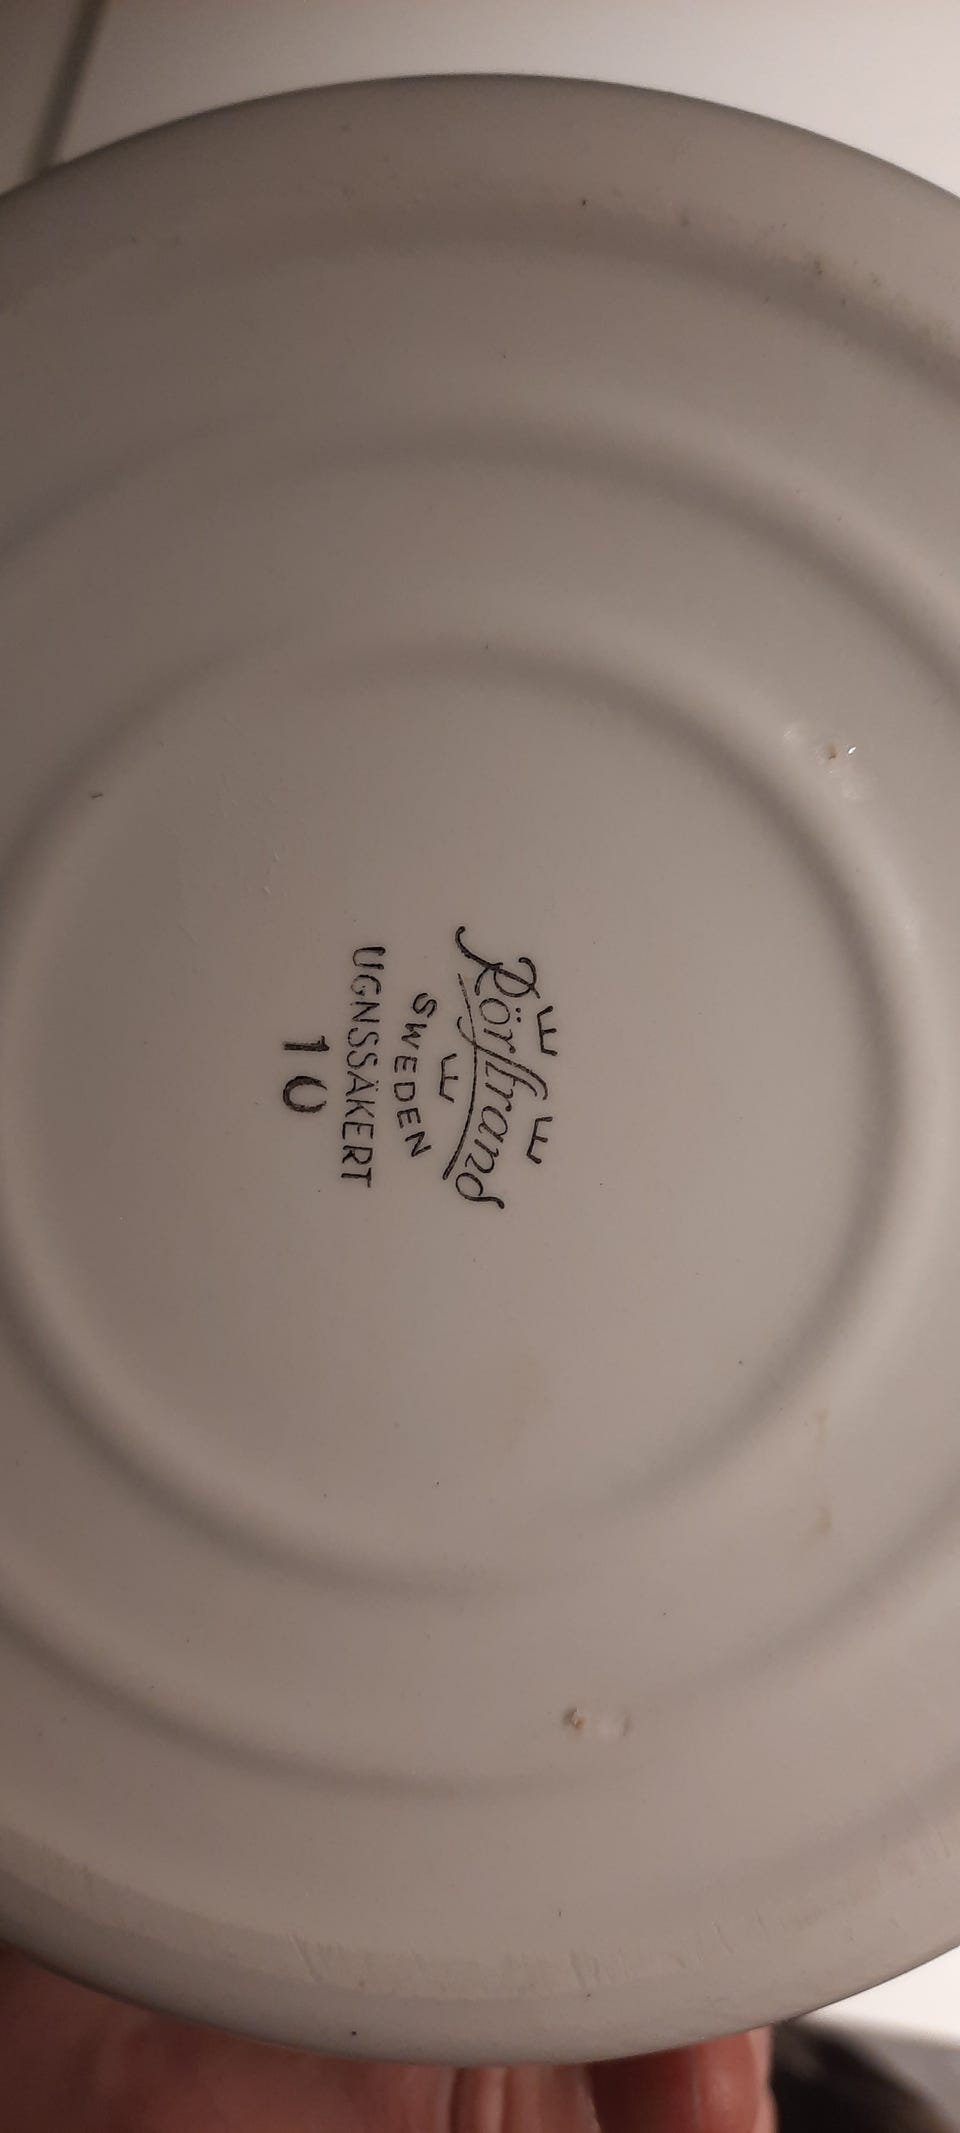 Rörstrand
SWEDEN
UGNSSÄKERT
10